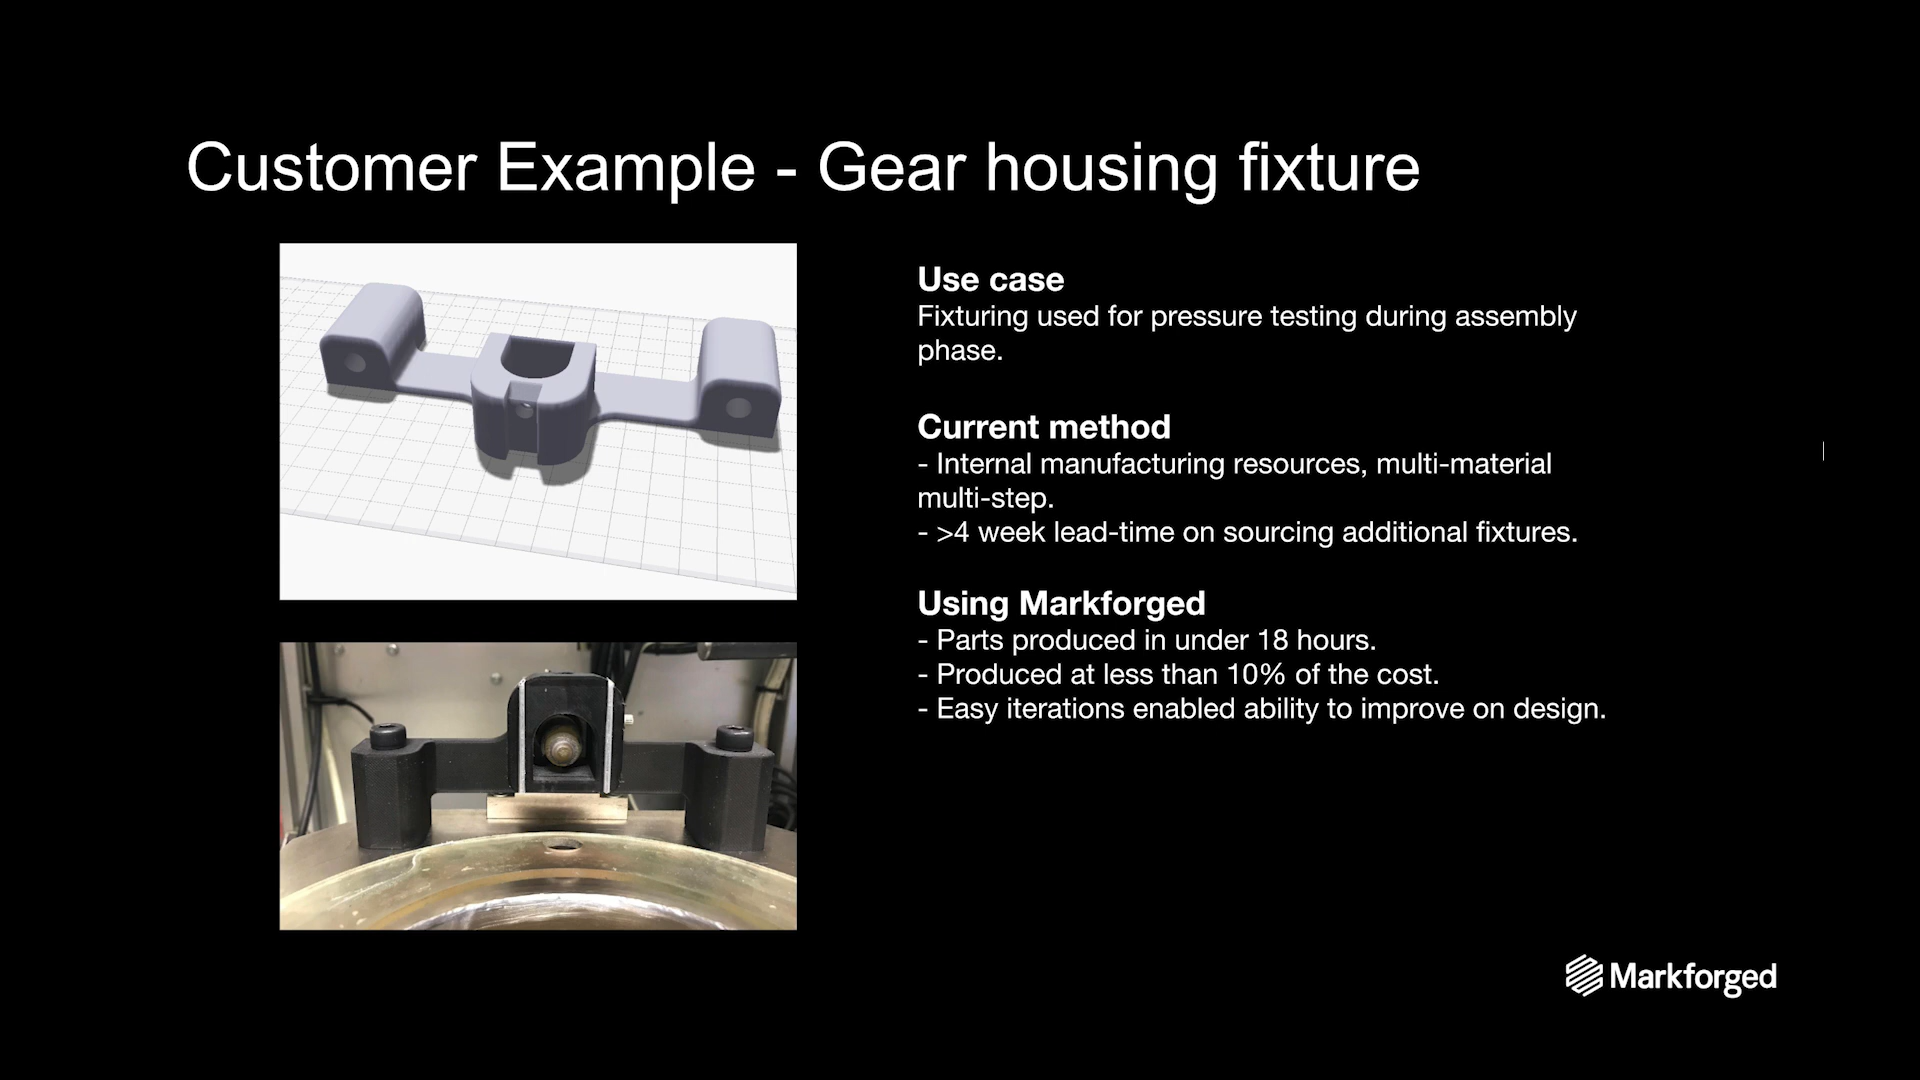 Customer Example - Gear housing fixture
Use case
Fixturing used for pressure testing during assembly
phase.
Current method
- Internal manufacturing resources, multi-material
multi-step.
- >4 week lead-time on sourcing additional fixtures.
Using Markforged
- Parts produced in under 18 hours.
- Produced at less than 10% of the cost.
- Easy iterations enabled ability to improve on design.
Markforged